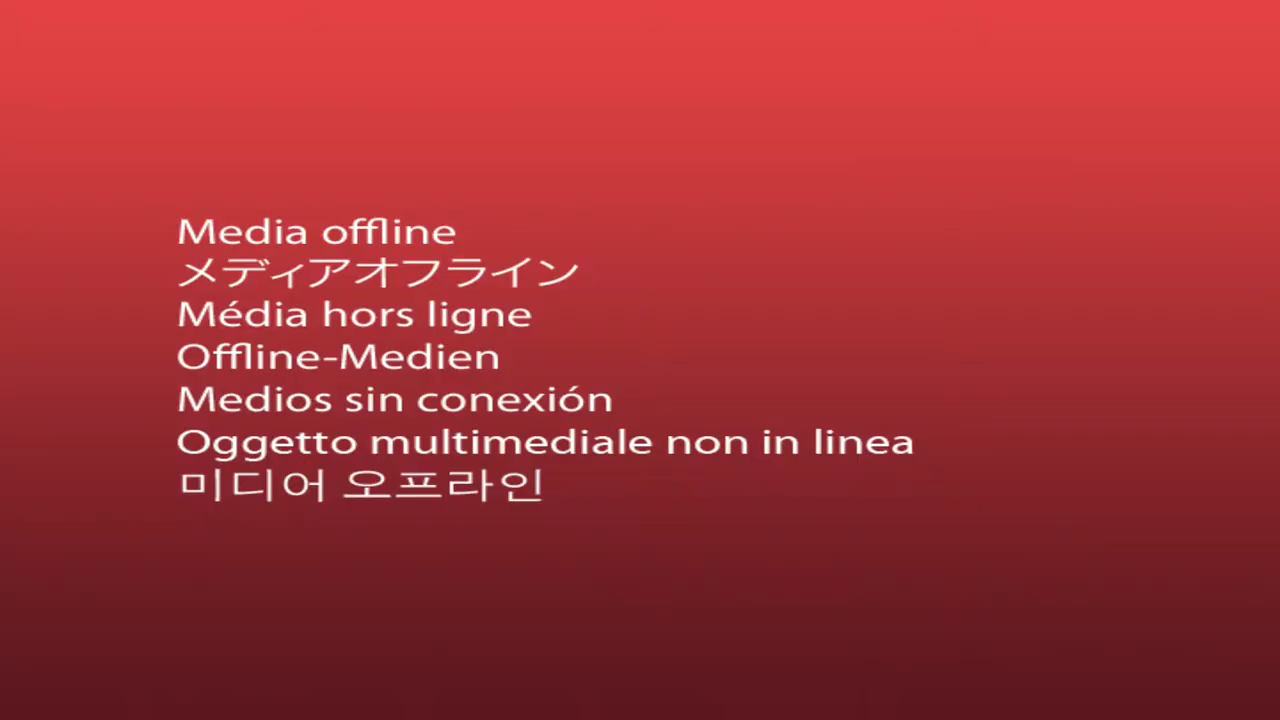 Media offline
メディアオフライン
Média hors ligne
Offline-Medien
Medios sin conexión
Oggetto multimediale non in linea
미디어 오프라인